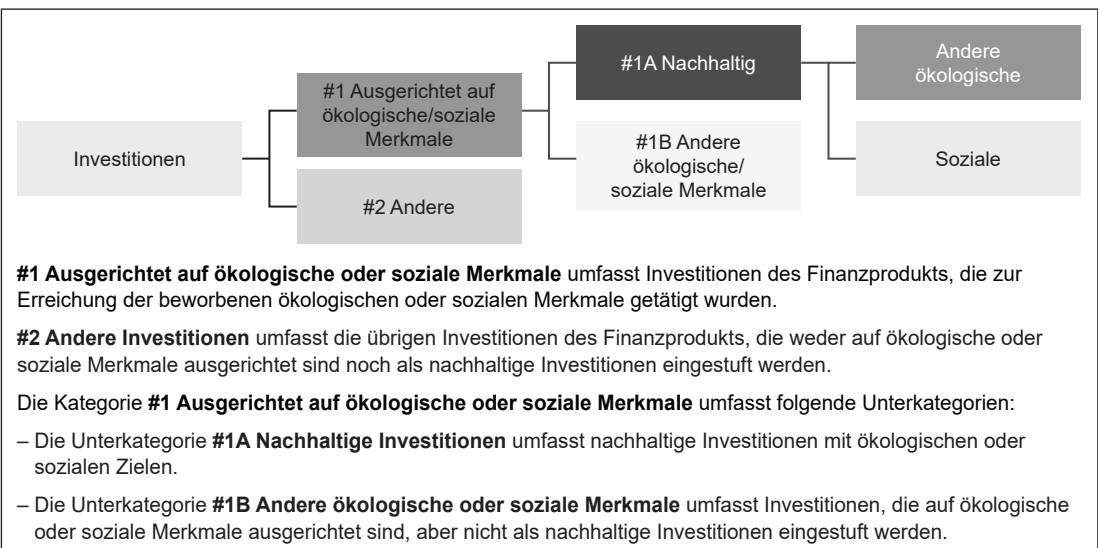 Investitionen
#1 Ausgerichtet auf
ökologische/soziale
Merkmale
#2 Andere
#1A Nachhaltig
#1B Andere
ökologische/
soziale Merkmale
Andere
ökologische
Soziale
#1 Ausgerichtet auf ökologische oder soziale Merkmale umfasst Investitionen des Finanzprodukts, die zur
Erreichung der beworbenen ökologischen oder sozialen Merkmale getätigt wurden.
#2 Andere Investitionen umfasst die übrigen Investitionen des Finanzprodukts, die weder auf ökologische oder
soziale Merkmale ausgerichtet sind noch als nachhaltige Investitionen eingestuft werden.
Die Kategorie #1 Ausgerichtet auf ökologische oder soziale Merkmale umfasst folgende Unterkategorien:
– Die Unterkategorie #1A Nachhaltige Investitionen umfasst nachhaltige Investitionen mit ökologischen oder
sozialen Zielen.
– Die Unterkategorie #1B Andere ökologische oder soziale Merkmale umfasst Investitionen, die auf ökologische
oder soziale Merkmale ausgerichtet sind, aber nicht als nachhaltige Investitionen eingestuft werden.